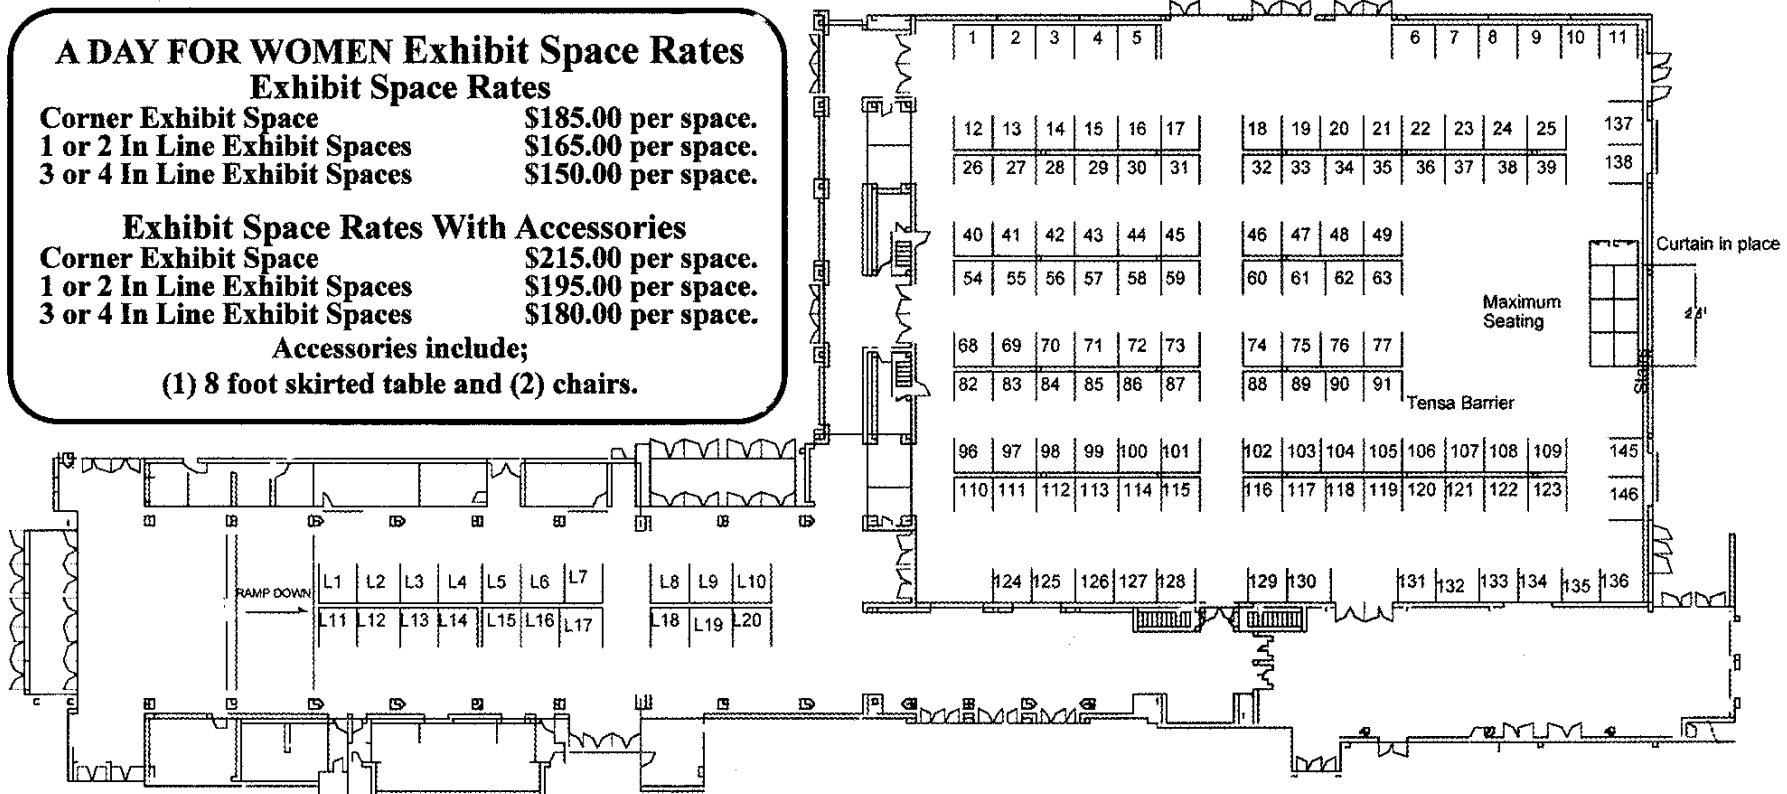 A DAY FOR WOMEN Exhibit Space Rates
Exhibit Space Rates
Corner Exhibit Space $185.00 per space.
1 or 2 In Line Exhibit Spaces $165.00 per space.
3 or 4 In Line Exhibit Spaces $150.00 per space.
Exhibit Space Rates With Accessories
Corner Exhibit Space $215.00 per space.
1 or 2 In Line Exhibit Spaces $195.00 per space.
3 or 4 In Line Exhibit Spaces $180.00 per space.
Accessories include;
(1) 8 foot skirted table and (2) chairs.
1 2 3 4 5 6 7 8 9 10 11
12 13 14 15 16 17 18 19 20 21 22 23 24 25 137
26 27 28 29 30 31 32 33 34 35 36 37 38 39 138
40 41 42 43 44 45 46 47 48 49
Curtain in place
54 55 56 57 58 59 60 61 62 63
Maximum
Seating
68 69 70 71 72 73 74 75 76 77
82 83 84 85 86 87 88 89 90 91
Tensa Barrier
96 97 98 99 100 101 102 103 104 105 106 107 108 109 145
110 111 112 113 114 115 116 117 118 119 120 121 122 123 146
124 125 126 127 128 129 130 131 132 133 134 135 136
L1 L2 L3 L4 L5 L6 L7 L8 L9 L10
RAMP DOWN
L11 L12 L13 L14 L15 L16 L17 L18 L19 L20